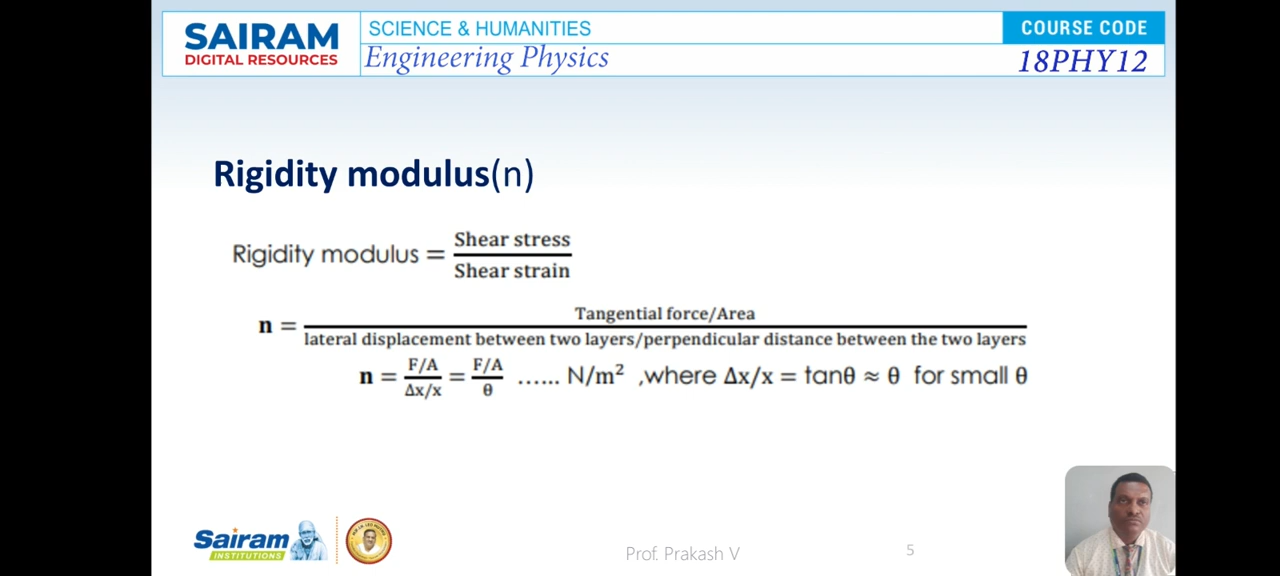 SAIRAM
DIGITAL RESOURCES
SCIENCE & HUMANITIES
Engineering Physics
COURSE CODE
18PHY12
Rigidity modulus(n)
Rigidity modulus = Shear stress / Shear strain
n = Tangential force/Area / lateral displacement between two layers/perpendicular distance between the two layers
n = F/A / Δx/x = F/A / θ ...... N/m² ,where Δx/x = tanθ ≈ θ for small θ
Sairam
INSTITUTIONS
Prof. Prakash V
5